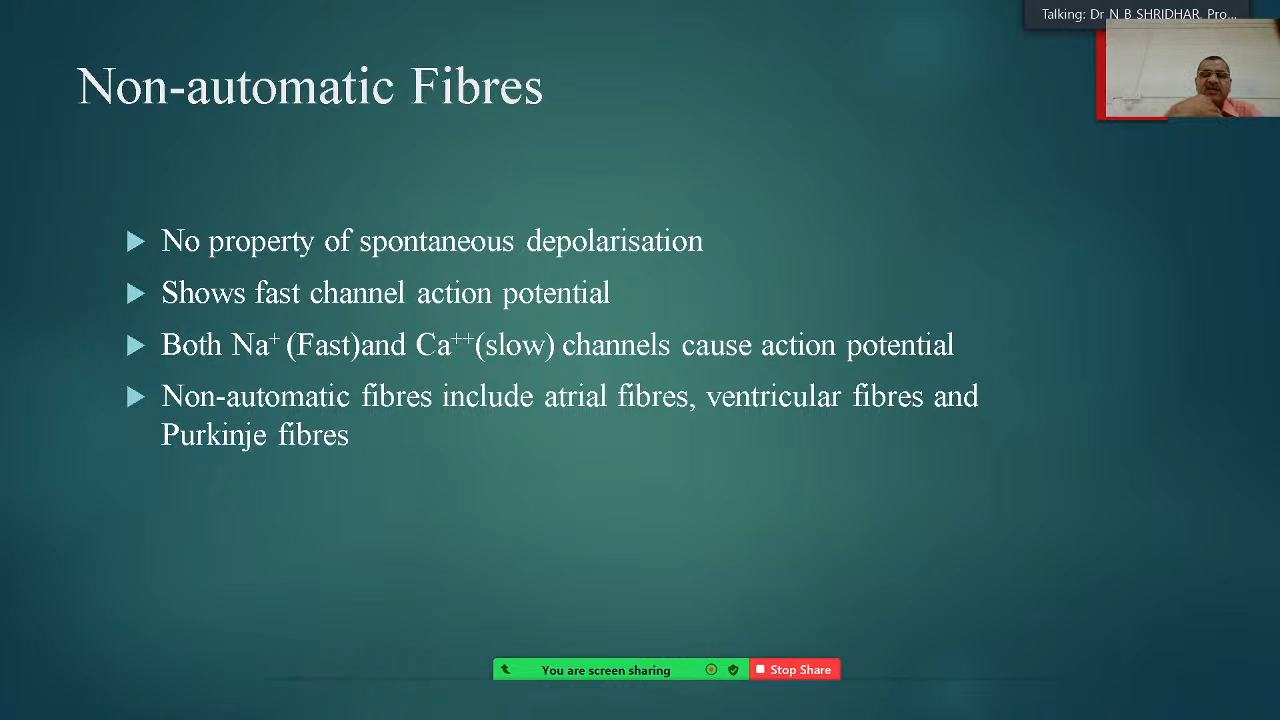 Talking: Dr N B SHRIDHAR, Pro...
Non-automatic Fibres
No property of spontaneous depolarisation
Shows fast channel action potential
Both Na+ (Fast)and Ca++(slow) channels cause action potential
Non-automatic fibres include atrial fibres, ventricular fibres and
Purkinje fibres
You are screen sharing
Stop Share